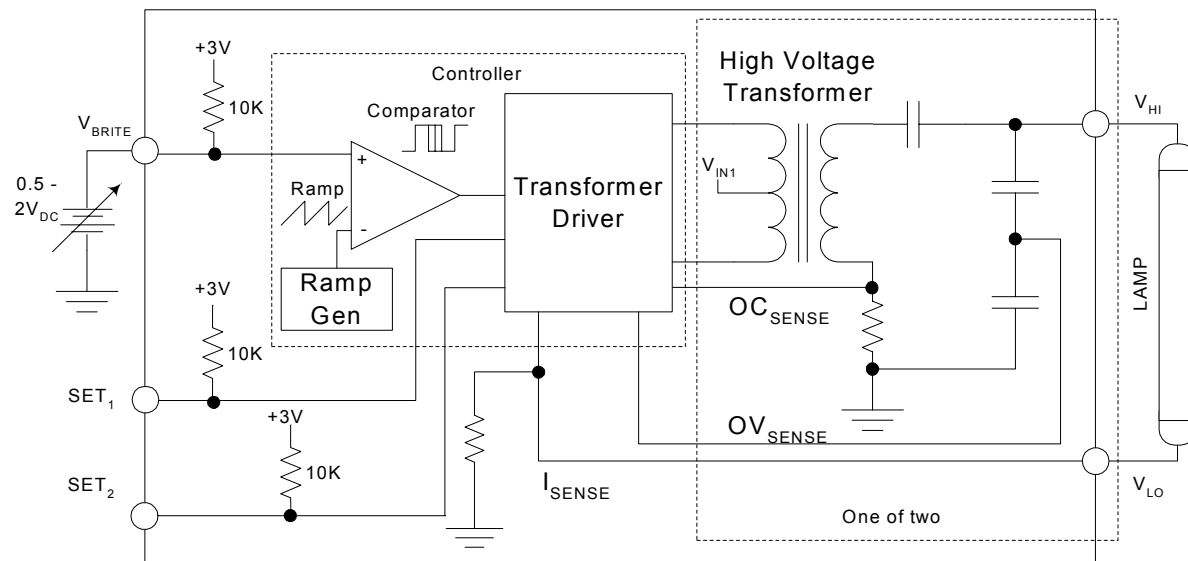 +3V
Controller
High Voltage
Transformer
10K
Comparator
V_BRITE
V_HI
+
Ramp
V_IN1
Transformer
Driver
0.5 -
2V_DC
-
Ramp
Gen
+3V
OC_SENSE
LAMP
10K
SET_1
+3V
OV_SENSE
10K
SET_2
I_SENSE
V_LO
One of two